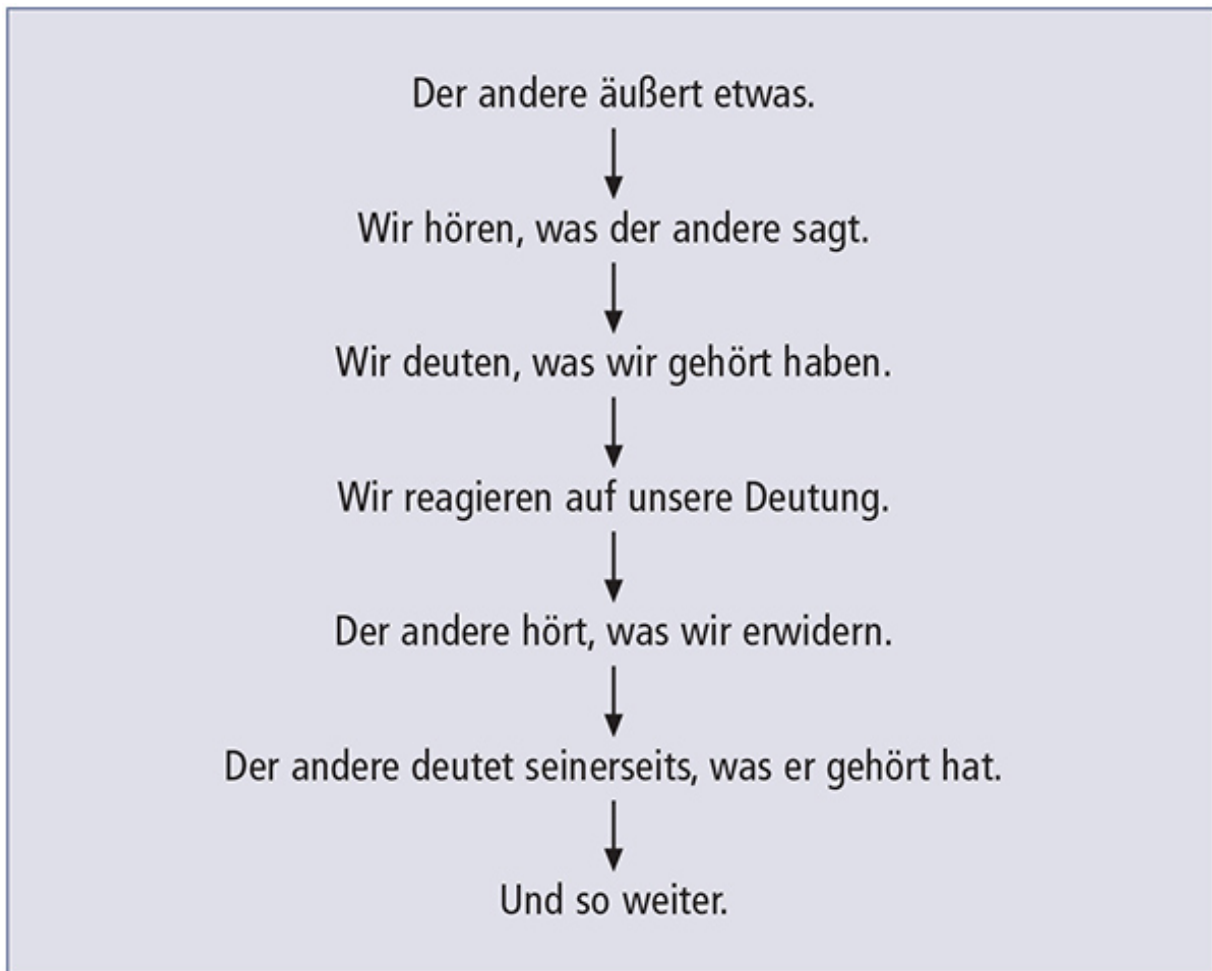 Der andere äußert etwas.
Wir hören, was der andere sagt.
Wir deuten, was wir gehört haben.
Wir reagieren auf unsere Deutung.
Der andere hört, was wir erwidern.
Der andere deutet seinerseits, was er gehört hat.
Und so weiter.